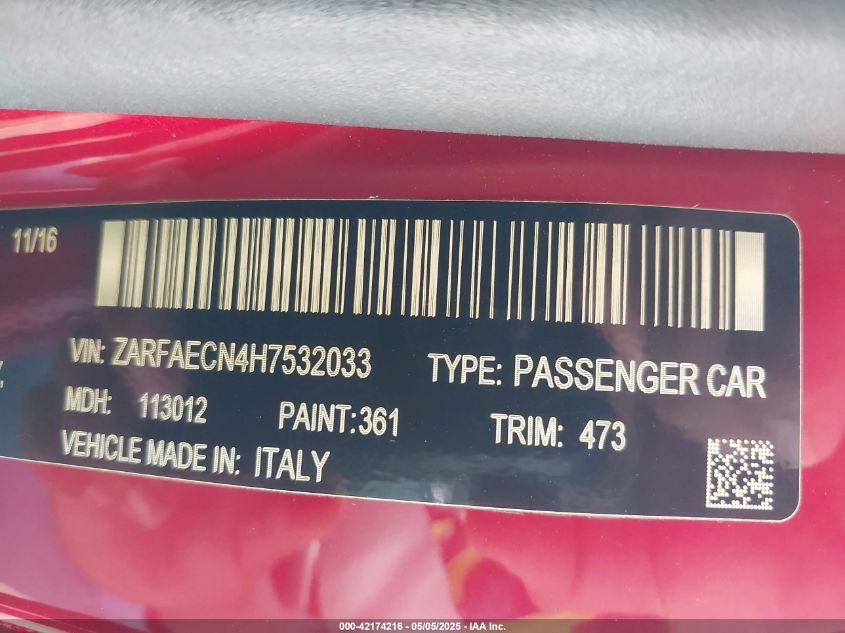 11/16
VIN: ZARFAECN4H7532033
TYPE: PASSENGER CAR
MDH: 113012
PAINT:361
TRIM: 473
VEHICLE MADE IN: ITALY
000-42174216 - 05/05/2025 - IAA Inc.